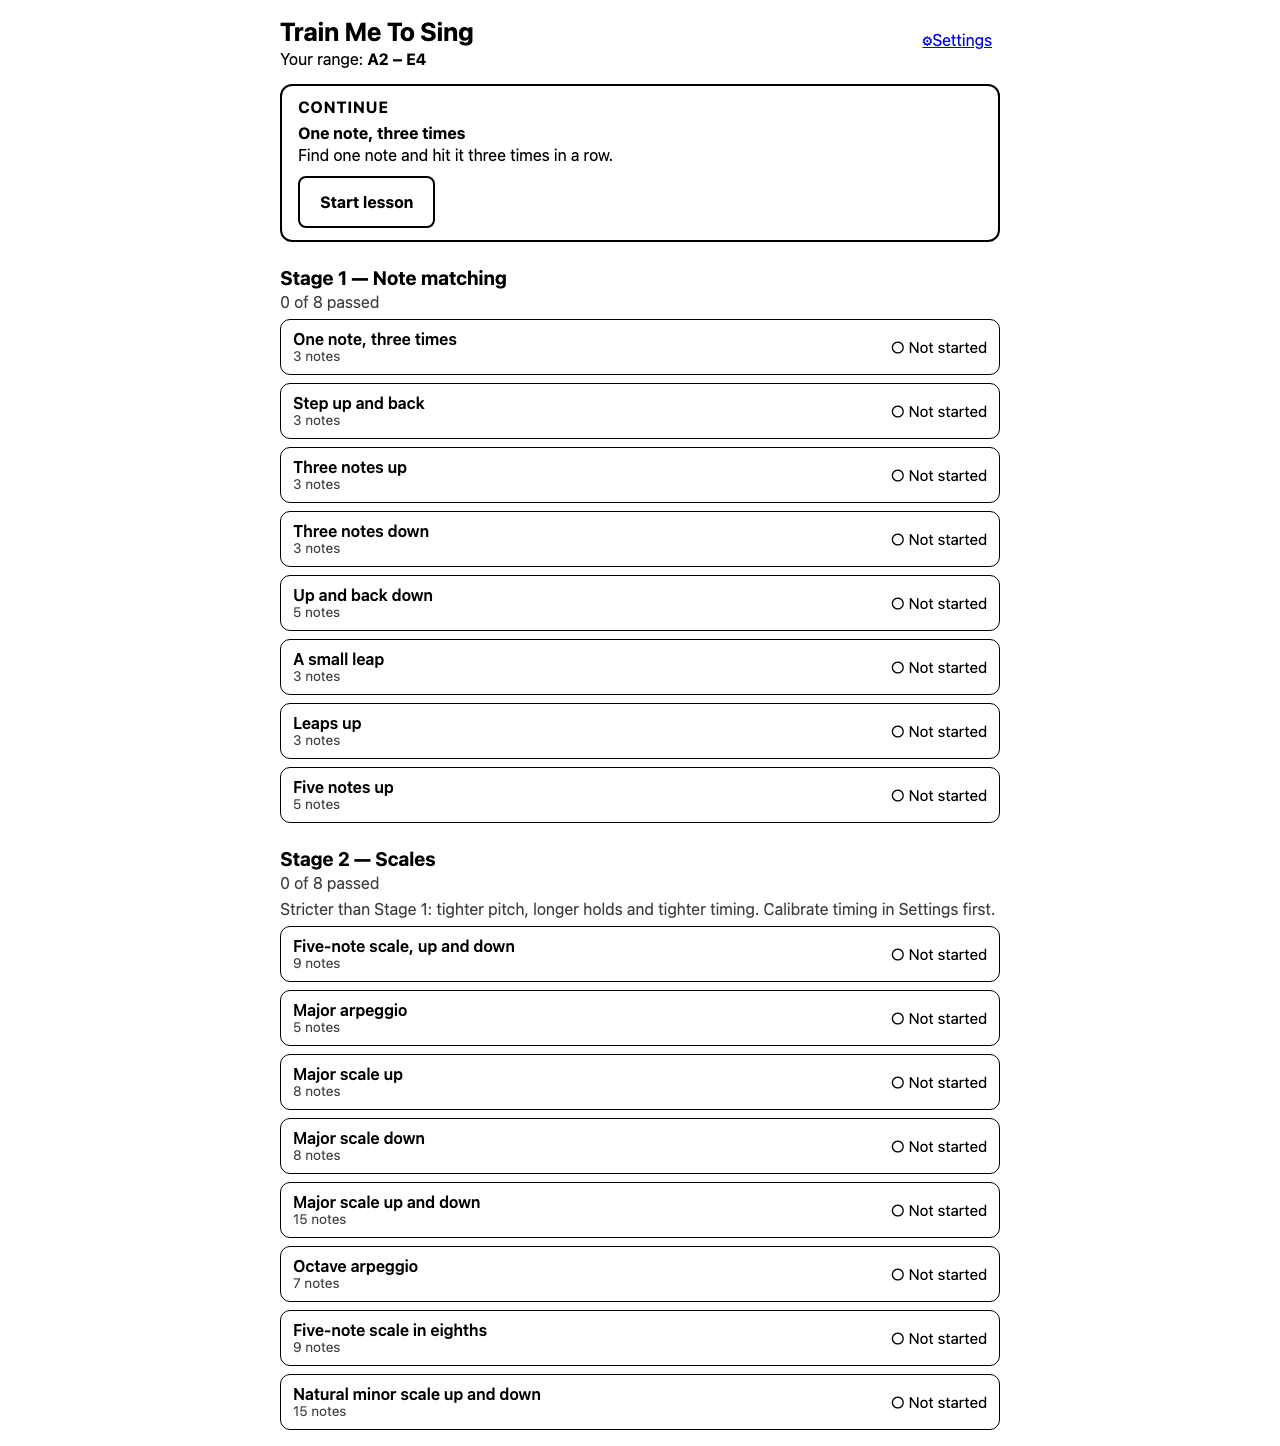 Train Me To Sing
⚙Settings
Your range: A2 – E4
CONTINUE
One note, three times
Find one note and hit it three times in a row.
Start lesson
Stage 1 — Note matching
0 of 8 passed
One note, three times
3 notes
○ Not started
Step up and back
3 notes
○ Not started
Three notes up
3 notes
○ Not started
Three notes down
3 notes
○ Not started
Up and back down
5 notes
○ Not started
A small leap
3 notes
○ Not started
Leaps up
3 notes
○ Not started
Five notes up
5 notes
○ Not started
Stage 2 — Scales
0 of 8 passed
Stricter than Stage 1: tighter pitch, longer holds and tighter timing. Calibrate timing in Settings first.
Five-note scale, up and down
9 notes
○ Not started
Major arpeggio
5 notes
○ Not started
Major scale up
8 notes
○ Not started
Major scale down
8 notes
○ Not started
Major scale up and down
15 notes
○ Not started
Octave arpeggio
7 notes
○ Not started
Five-note scale in eighths
9 notes
○ Not started
Natural minor scale up and down
15 notes
○ Not started